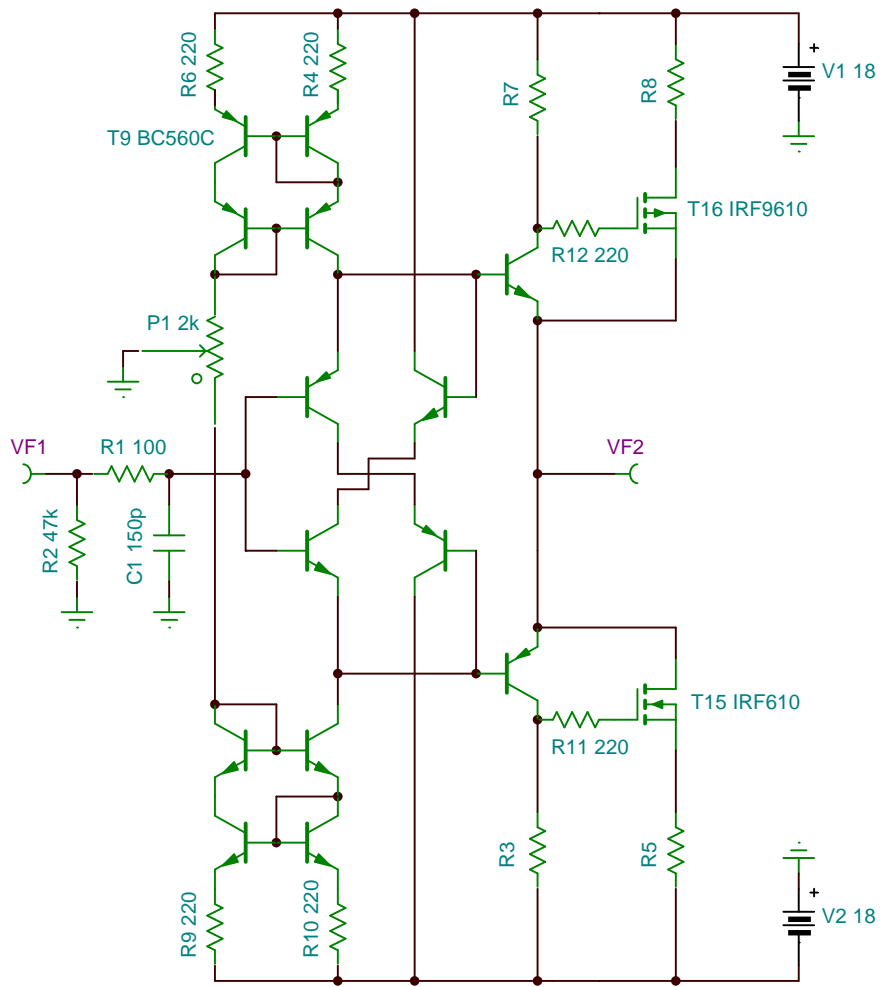 R6 220
R4 220
R7
R8
+
V1 18
T9 BC560C
T16 IRF9610
R12 220
P1 2k
VF1
R1 100
VF2
R2 47k
C1 150p
T15 IRF610
R11 220
R3
R5
+
V2 18
R9 220
R10 220